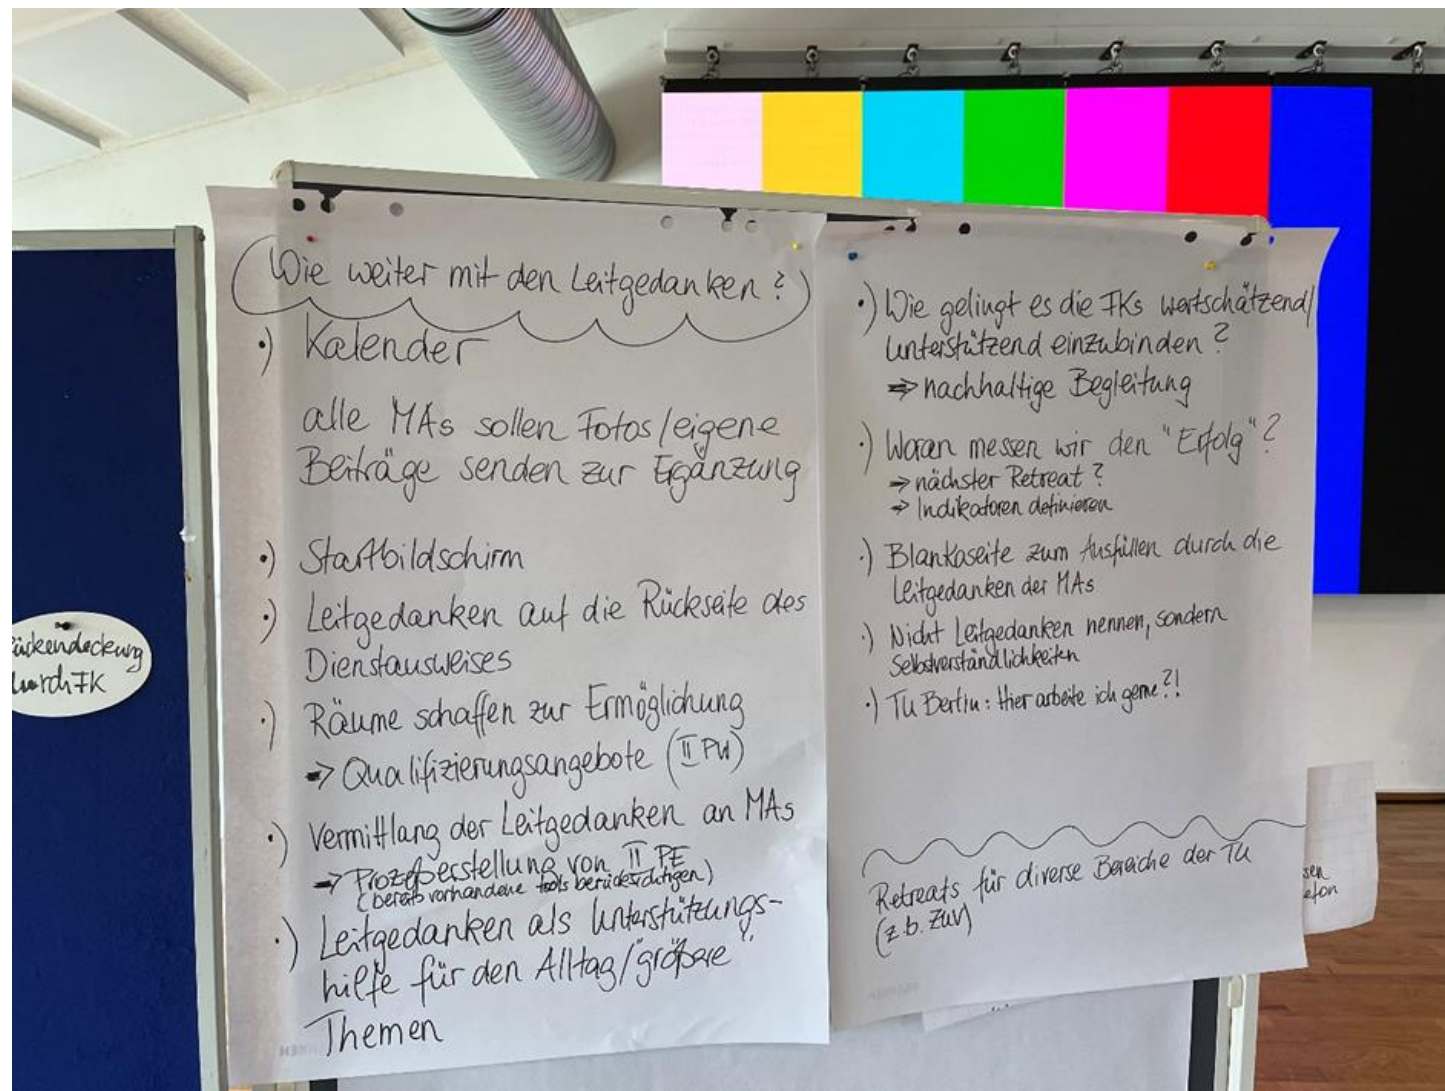 Wie weiter mit den Leitgedanken?
•) Kalender
alle MAs sollen Fotos/eigene
Beiträge senden zur Ergänzung
•) Startbildschirm
•) Leitgedanken auf die Rückseite des
Dienstausweises
•) Räume schaffen zur Ermöglichung
→ Qualifizierungsangebote (II PW)
•) Vermittlung der Leitgedanken an MAs
→ Prozeßerstellung von II PE
(bereits vorhandene tools berücksichtigen)
•) Leitgedanken als Unterstützungs-
hilfe für den Alltag/"größere"
Themen
•) Wie gelingt es die FKs wertschätzend/
unterstützend einzubinden?
⇒ nachhaltige Begleitung
•) Woran messen wir den "Erfolg"?
→ nächster Retreat?
→ Indikatoren definieren
•) Blankoseite zum Ausfüllen durch die
Leitgedanken der MAs
•) Nicht Leitgedanken nennen, sondern
Selbstverständlichkeiten
•) TU Berlin: Hier arbeite ich gerne?!
Retreats für diverse Bereiche der TU
(z.b. ZUV)
ückendeckung
durch FK
sen
efon